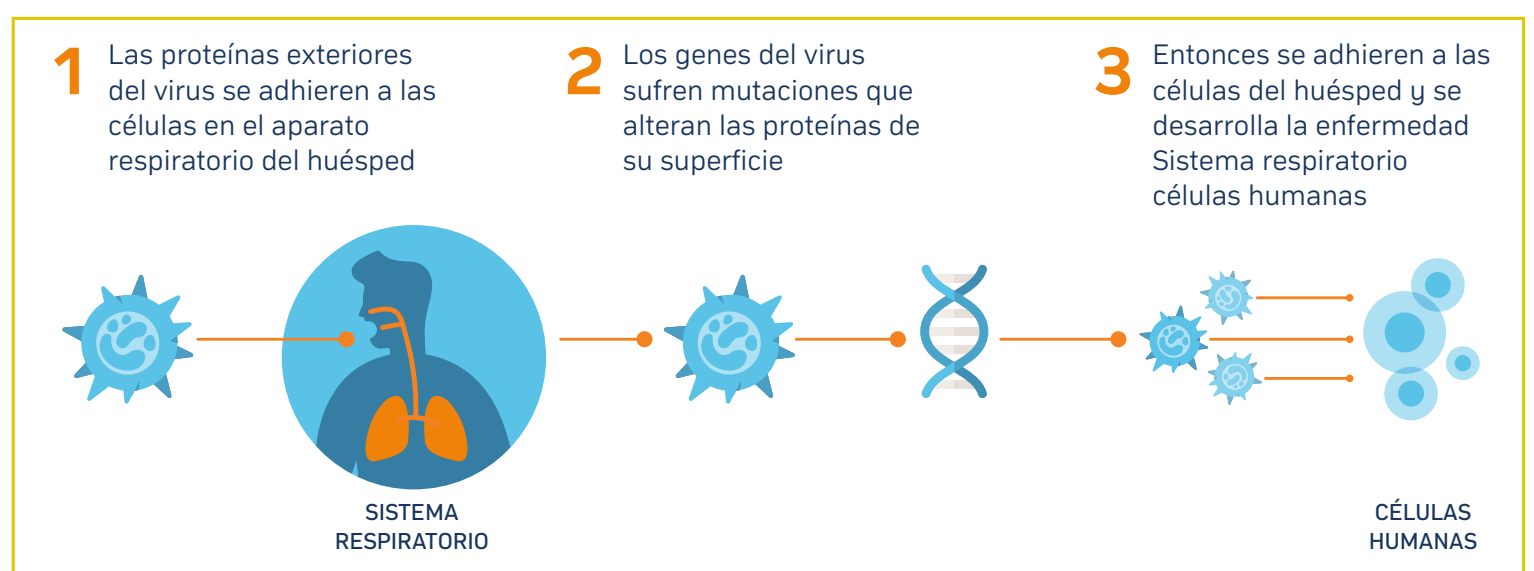 1
Las proteínas exteriores
del virus se adhieren a las
células en el aparato
respiratorio del huésped
2
Los genes del virus
sufren mutaciones que
alteran las proteínas de
su superficie
3
Entonces se adhieren a las
células del huésped y se
desarrolla la enfermedad
Sistema respiratorio
células humanas
SISTEMA
RESPIRATORIO
CÉLULAS
HUMANAS